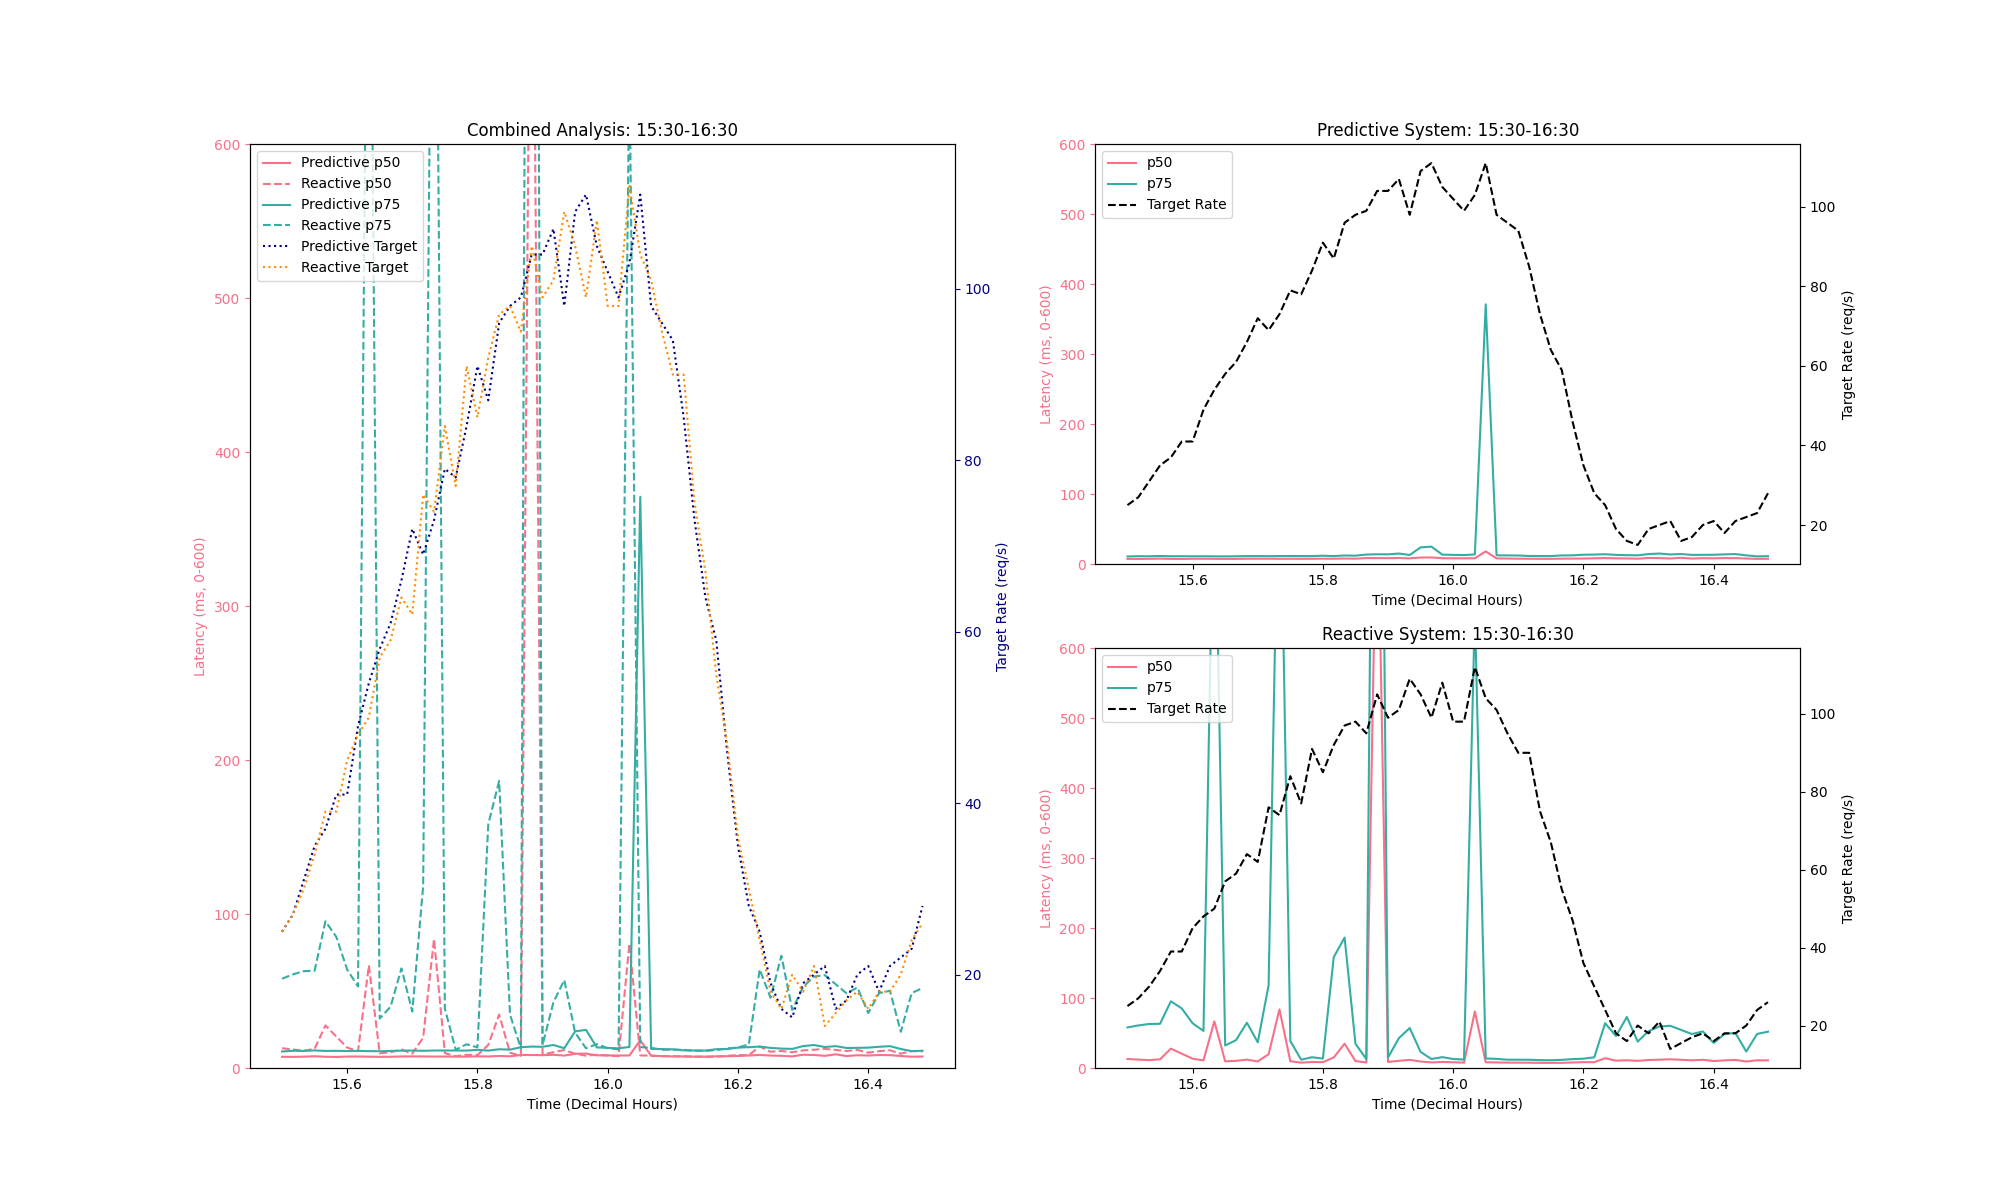 Combined Analysis: 15:30-16:30
Predictive p50
Reactive p50
Predictive p75
Reactive p75
Predictive Target
Reactive Target
600
500
400
300
200
100
0
Latency (ms, 0-600)
100
80
60
40
20
Target Rate (req/s)
15.6 15.8 16.0 16.2 16.4
Time (Decimal Hours)
Predictive System: 15:30-16:30
p50
p75
Target Rate
600
500
400
300
200
100
0
Latency (ms, 0-600)
100
80
60
40
20
Target Rate (req/s)
15.6 15.8 16.0 16.2 16.4
Time (Decimal Hours)
Reactive System: 15:30-16:30
p50
p75
Target Rate
600
500
400
300
200
100
0
Latency (ms, 0-600)
100
80
60
40
20
Target Rate (req/s)
15.6 15.8 16.0 16.2 16.4
Time (Decimal Hours)